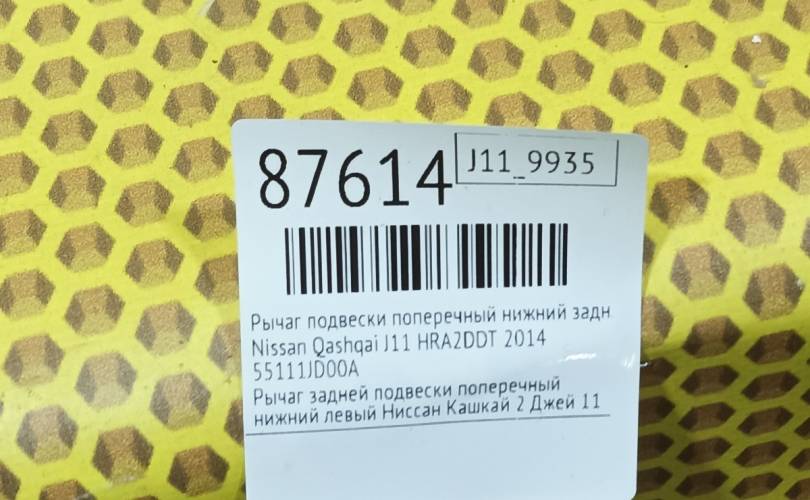 87614
J11_9935
Рычаг подвески поперечный нижний задн
Nissan Qashqai J11 HRA2DDT 2014
55111JD00A
Рычаг задней подвески поперечный
нижний левый Ниссан Кашкай 2 Джей 11